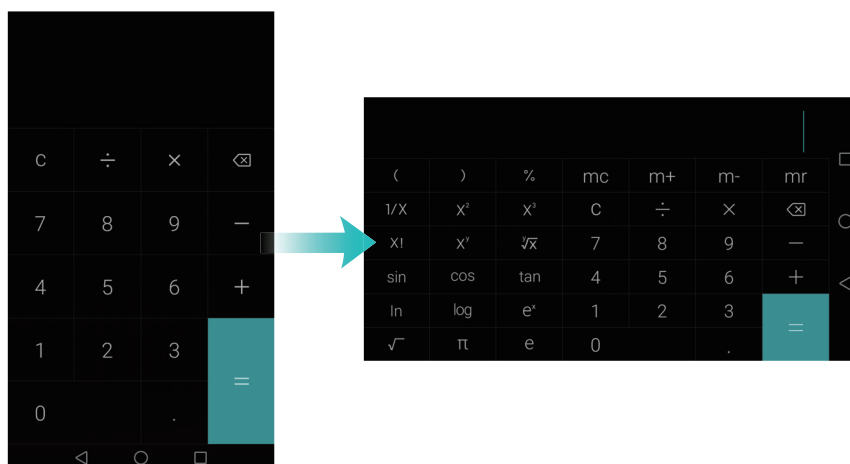 C ÷ ×
7 8 9 −
4 5 6 +
1 2 3
0 . =
( ) % mc m+ m- mr
1/X X² X³ C ÷ ×
X! Xʸ ʸ√x 7 8 9 −
sin cos tan 4 5 6 +
ln log eˣ 1 2 3
√ π e 0 . =